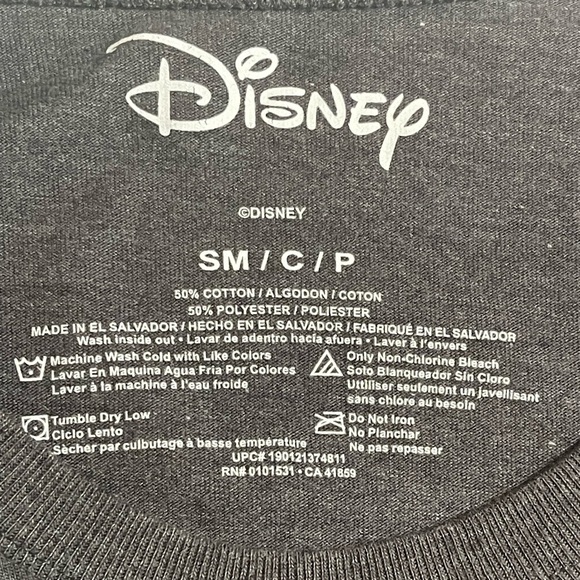 Disney
©DISNEY
SM / C / P
50% COTTON / ALGODON / COTON
50% POLYESTER / POLIESTER
MADE IN EL SALVADOR / HECHO EN EL SALVADOR / FABRIQUÉ EN EL SALVADOR
Wash inside out • Lavar de adentro hacia afuera • Laver à l'envers
Machine Wash Cold with Like Colors
Lavar En Maquina Agua Fria Por Colores
Laver à la machine à l'eau froide
Only Non-Chlorine Bleach
Solo Blanqueador Sin Cloro
Utiliser seulement un javellisant
sans chlore au besoin
Tumble Dry Low
Ciclo Lento
Sècher par culbutage à basse température
Do Not Iron
No Planchar
Ne pas repasser
UPC# 190121374811
RN# 0101531 • CA 41859